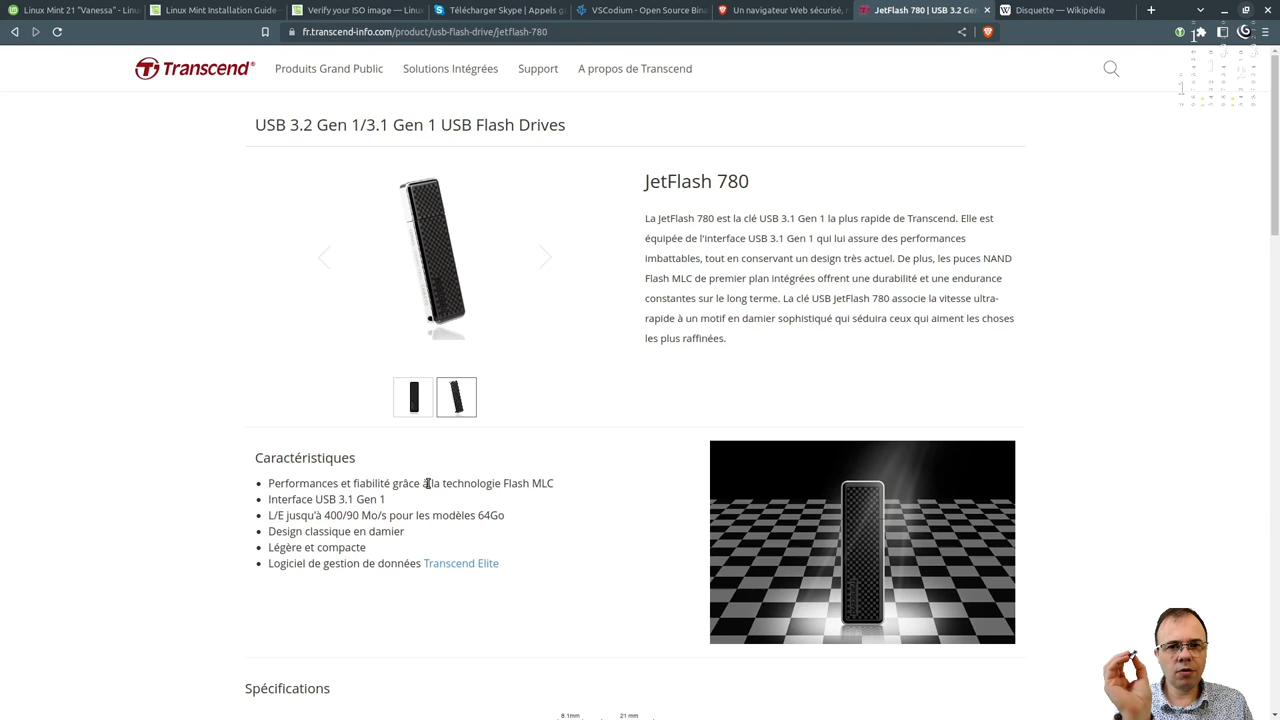 Linux Mint 21 "Vanessa" - Linu
Linux Mint Installation Guide
Verify your ISO image — Linux
Télécharger Skype | Appels g
VSCodium - Open Source Bina
Un navigateur Web sécurisé, r
JetFlash 780 | USB 3.2 Gen
Disquette — Wikipédia
fr.transcend-info.com/product/usb-flash-drive/jetflash-780
Transcend
Produits Grand Public
Solutions Intégrées
Support
A propos de Transcend
USB 3.2 Gen 1/3.1 Gen 1 USB Flash Drives
JetFlash 780
La JetFlash 780 est la clé USB 3.1 Gen 1 la plus rapide de Transcend. Elle est
équipée de l'interface USB 3.1 Gen 1 qui lui assure des performances
imbattables, tout en conservant un design très actuel. De plus, les puces NAND
Flash MLC de premier plan intégrées offrent une durabilité et une endurance
constantes sur le long terme. La clé USB JetFlash 780 associe la vitesse ultra-
rapide à un motif en damier sophistiqué qui séduira ceux qui aiment les choses
les plus raffinées.
Caractéristiques
Performances et fiabilité grâce à la technologie Flash MLC
Interface USB 3.1 Gen 1
L/E jusqu'à 400/90 Mo/s pour les modèles 64Go
Design classique en damier
Légère et compacte
Logiciel de gestion de données Transcend Elite
Spécifications
8.1mm
21 mm